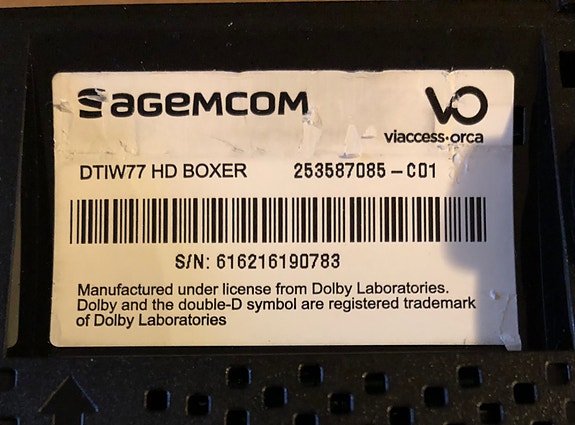 SAGEMCOM
VO
viaccess·orca
DTIW77 HD BOXER 253587085-C01
S/N: 616216190783
Manufactured under license from Dolby Laboratories.
Dolby and the double-D symbol are registered trademark
of Dolby Laboratories